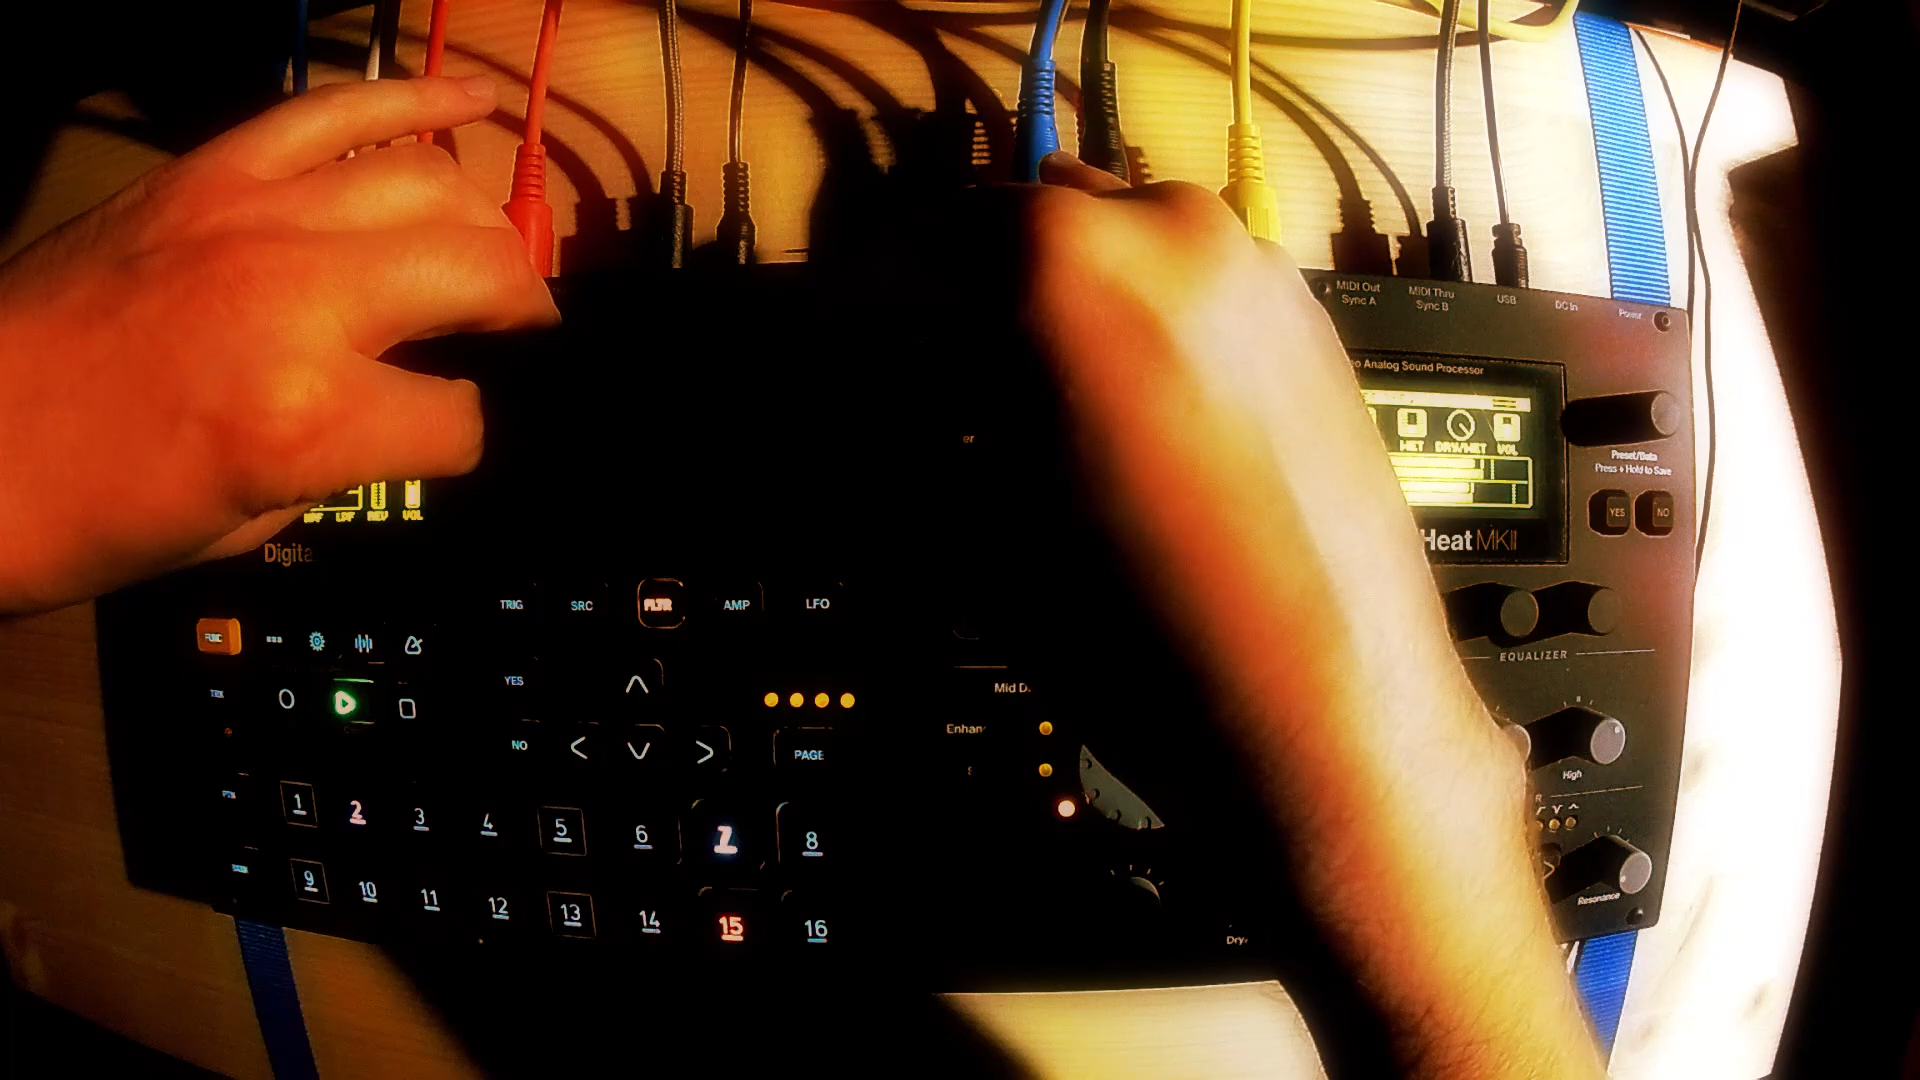 MIDI Out
Sync A
MIDI Thru
Sync B
USB
DC In
Power
eo Analog Sound Processor
WET DRY/WET VOL
Preset/Data
Press + Hold to Save
YES NO
Heat MKII
LPF REV VOL
Digita
er
FUNC
TRIG SRC FLTR AMP LFO
EQUALIZER
YES
NO
PAGE
Mid D
Enhan
High
1 2 3 4 5 6 7 8
9 10 11 12 13 14 15 16
Resonance
Dry